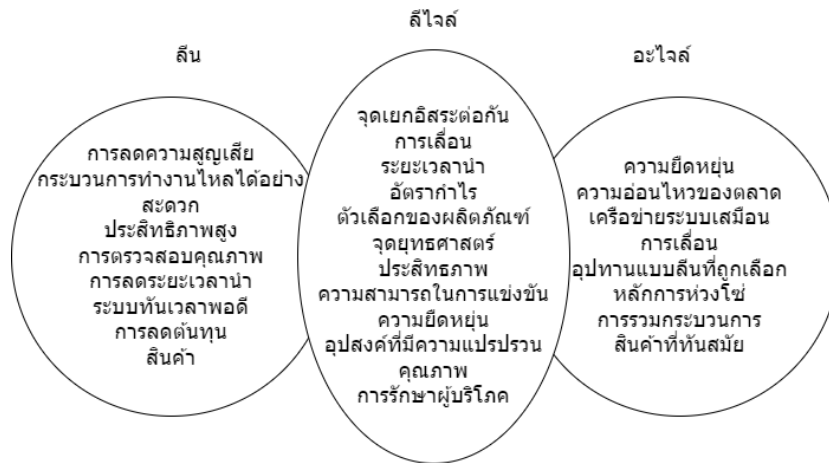 ลีไจล์
ลีน
อะไจล์
การลดความสูญเสีย
กระบวนการทำงานไหลได้อย่าง
สะดวก
ประสิทธิภาพสูง
การตรวจสอบคุณภาพ
การลดระยะเวลานำ
ระบบทันเวลาพอดี
การลดต้นทุน
สินค้า
จุดเยกอิสระต่อกัน
การเลื่อน
ระยะเวลานำ
อัตรากำไร
ตัวเลือกของผลิตภัณฑ์
จุดยุทธศาสตร์
ประสิทธภาพ
ความสามารถในการแข่งขัน
ความยืดหยุ่น
อุปสงค์ที่มีความแปรปรวน
คุณภาพ
การรักษาผู้บริโภค
ความยืดหยุ่น
ความอ่อนไหวของตลาด
เครือข่ายระบบเสมือน
การเลื่อน
อุปทานแบบลีนที่ถูกเลือก
หลักการห่วงโซ่
การรวมกระบวนการ
สินค้าที่ทันสมัย